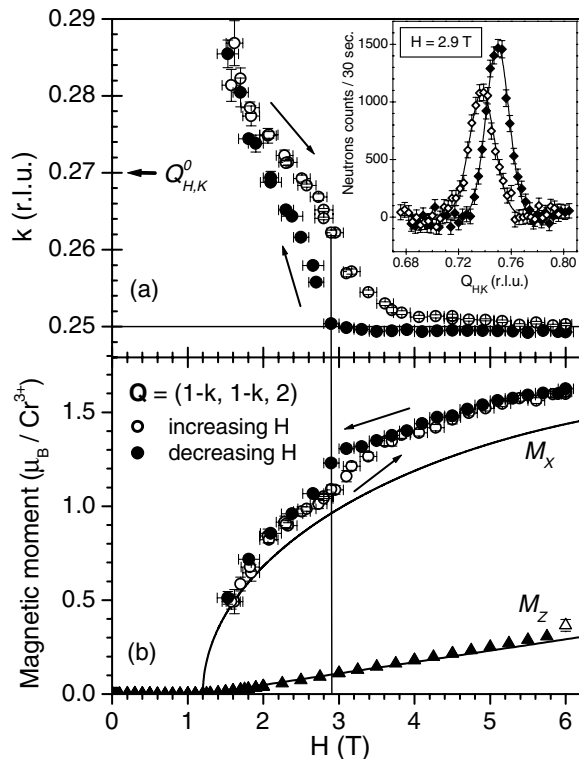 0.29
0.28
0.27
0.26
0.25
k (r.l.u.)
Q⁰H,K
(a)
H = 2.9 T
Neutrons counts / 30 sec.
1500
1000
500
0
0.68 0.72 0.76 0.80
QH,K (r.l.u.)
Q = (1-k, 1-k, 2)
increasing H
decreasing H
Magnetic moment (μB / Cr³⁺)
1.5
1.0
0.5
0.0
MX
MZ
(b)
0 1 2 3 4 5 6
H (T)